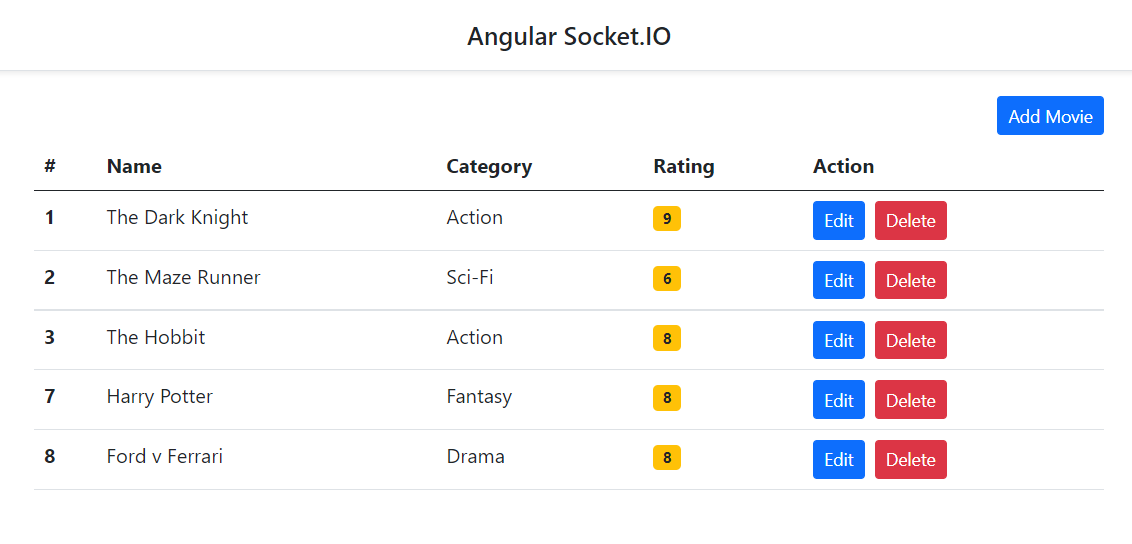 Angular Socket.IO
Add Movie
# Name Category Rating Action
1 The Dark Knight Action 9 Edit Delete
2 The Maze Runner Sci-Fi 6 Edit Delete
3 The Hobbit Action 8 Edit Delete
7 Harry Potter Fantasy 8 Edit Delete
8 Ford v Ferrari Drama 8 Edit Delete